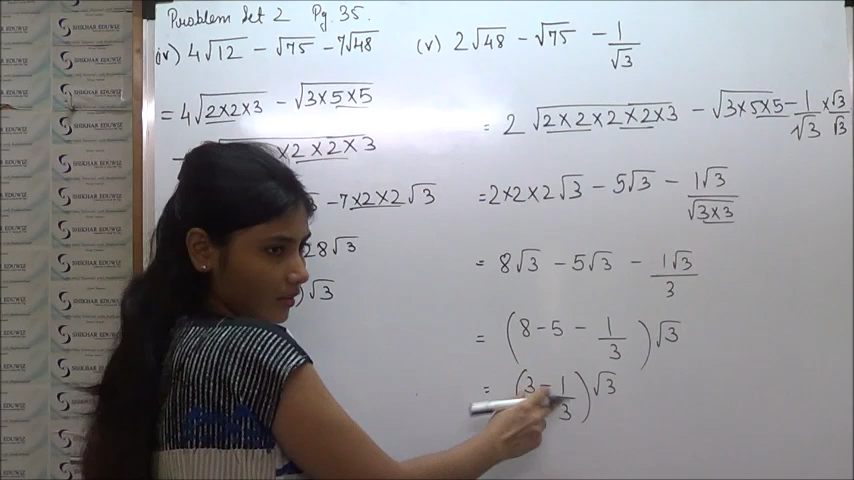 Problem Set 2 Pg. 35.
iv) 4√12 - √75 - 7√48
= 4√2×2×3 - √3×5×5
×2×2×3
- 7×2×2√3
28√3
)√3
(v) 2√48 - √75 - 1/√3
= 2√2×2×2×2×3 - √3×5×5 - 1/√3 × √3/√3
= 2×2×2√3 - 5√3 - 1√3/√3×3
= 8√3 - 5√3 - 1√3/3
= (8-5-1/3)√3
= (3-1/3)√3
SHIKHAR EDUWIZ